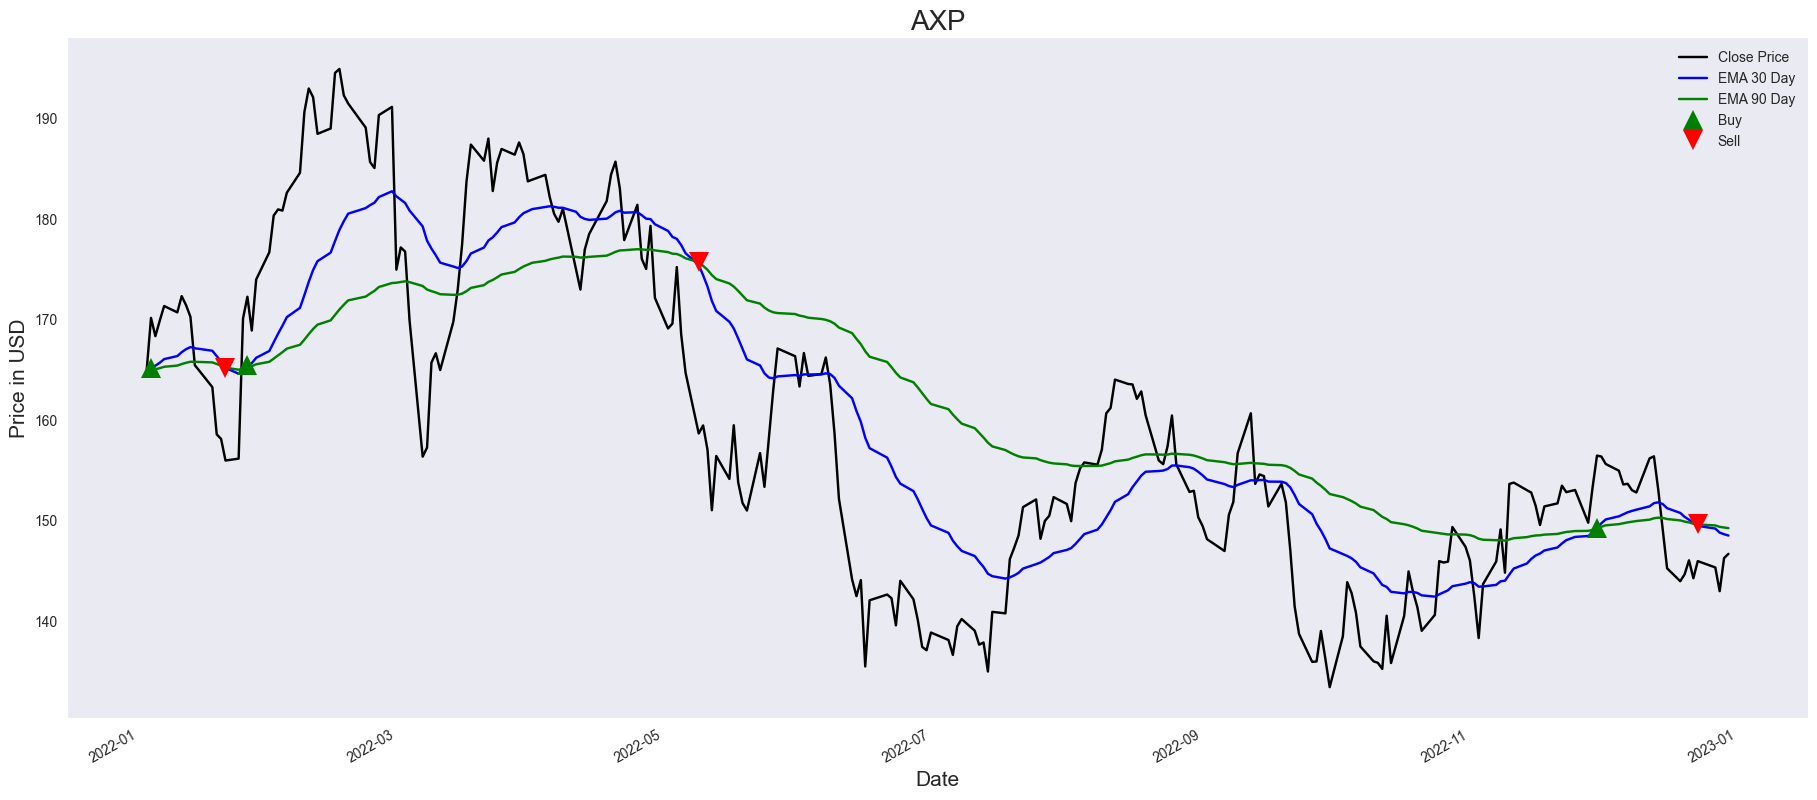 AXP
Close Price
EMA 30 Day
EMA 90 Day
Buy
Sell
Price in USD
190
180
170
160
150
140
2022-01
2022-03
2022-05
2022-07
2022-09
2022-11
2023-01
Date